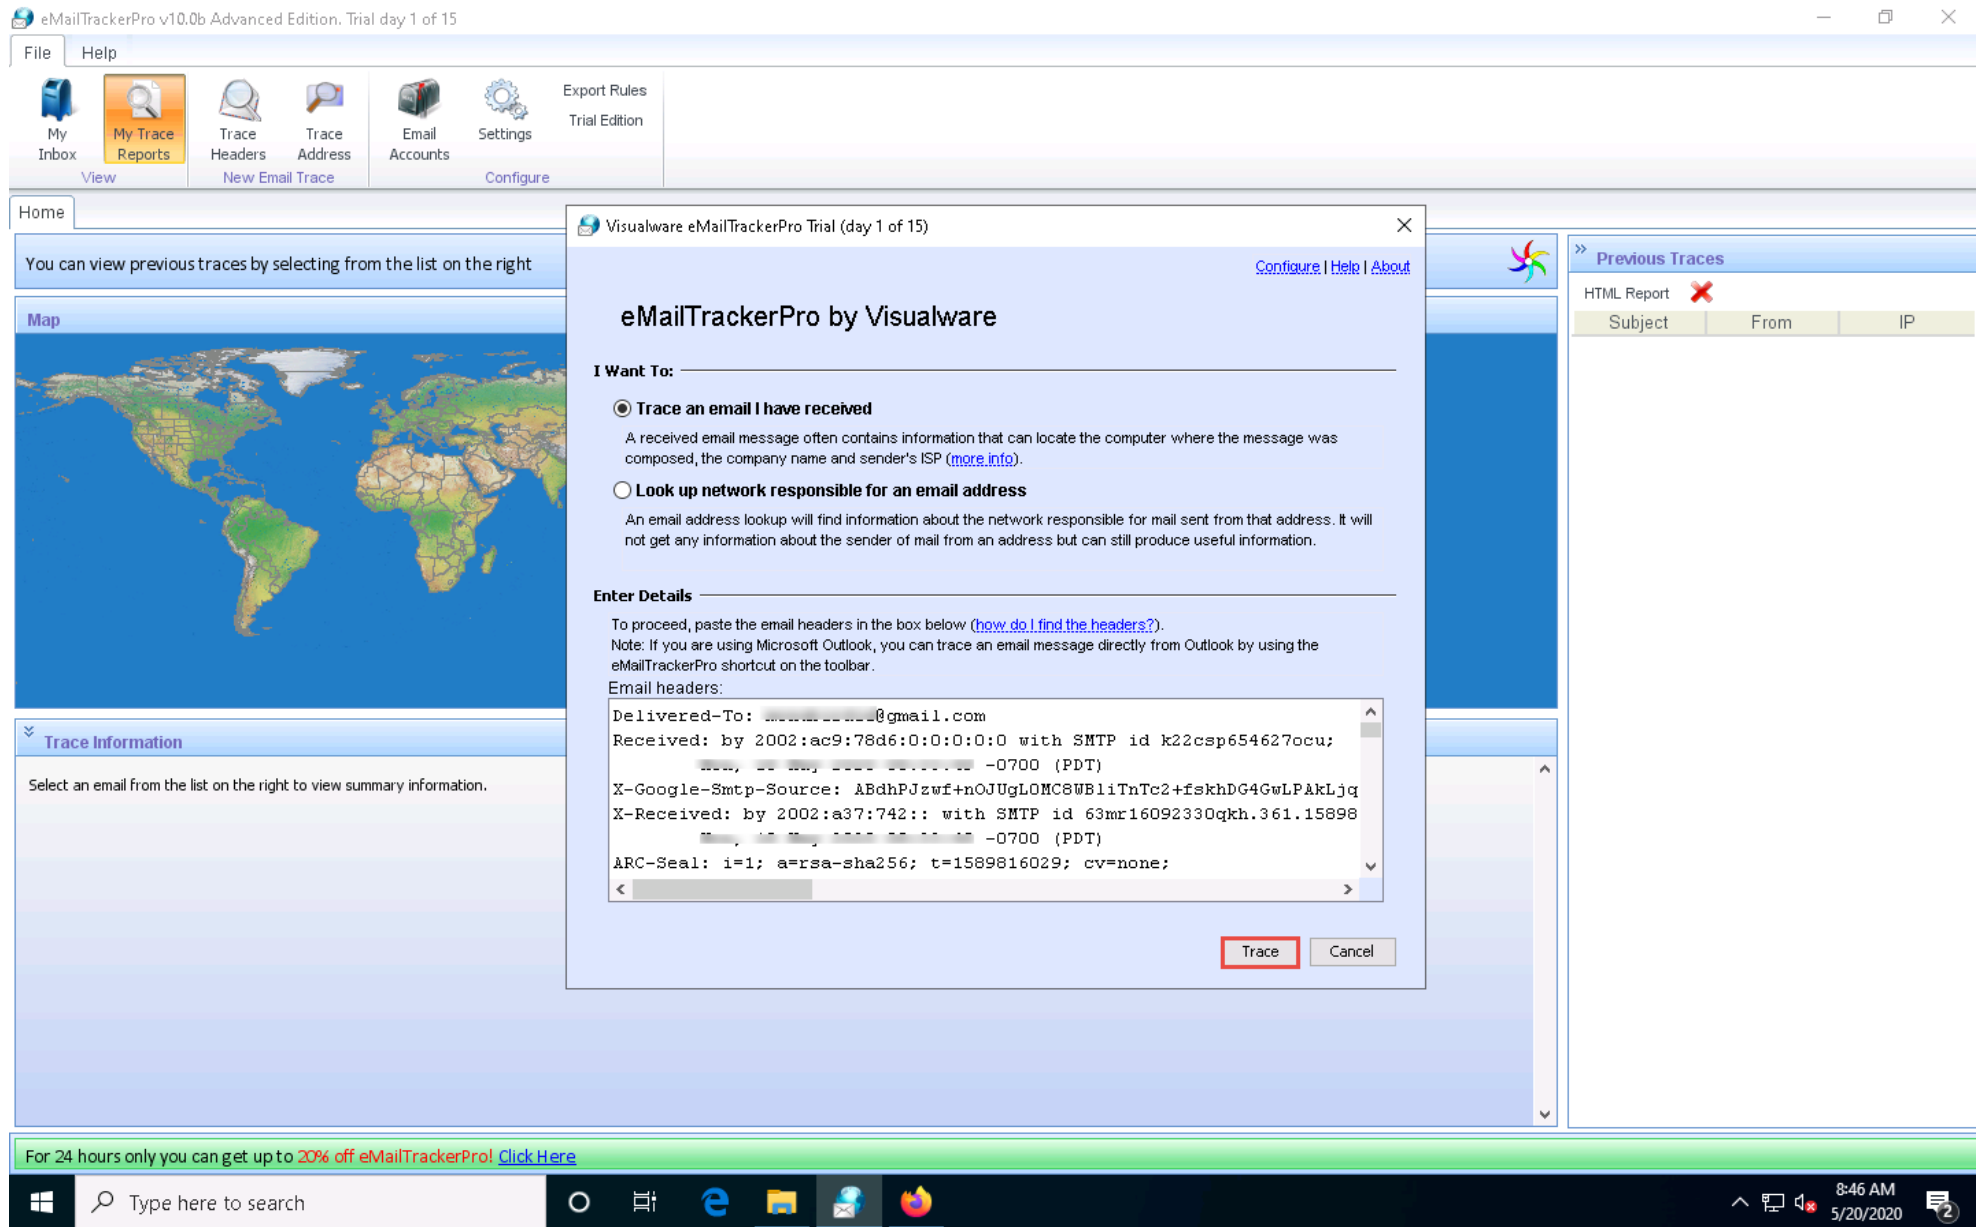 eMailTrackerPro v10.0b Advanced Edition. Trial day 1 of 15
File Help
My Inbox
My Trace Reports
Trace Headers
Trace Address
Email Accounts
Settings
Export Rules
Trial Edition
View
New Email Trace
Configure
Home
You can view previous traces by selecting from the list on the right
Map
Trace Information
Select an email from the list on the right to view summary information.
Visualware eMailTrackerPro Trial (day 1 of 15)
Configure | Help | About
eMailTrackerPro by Visualware
I Want To:
Trace an email I have received
A received email message often contains information that can locate the computer where the message was
composed, the company name and sender's ISP (more info).
Look up network responsible for an email address
An email address lookup will find information about the network responsible for mail sent from that address. It will
not get any information about the sender of mail from an address but can still produce useful information.
Enter Details
To proceed, paste the email headers in the box below (how do I find the headers?).
Note: If you are using Microsoft Outlook, you can trace an email message directly from Outlook by using the
eMailTrackerPro shortcut on the toolbar.
Email headers:
Delivered-To: @gmail.com
Received: by 2002:ac9:78d6:0:0:0:0:0 with SMTP id k22csp654627ocu;
-0700 (PDT)
X-Google-Smtp-Source: ABdhPJzwf+nOJUgLOMC8WBliTnTc2+fskhDG4GwLPAkLjq
X-Received: by 2002:a37:742:: with SMTP id 63mr16092330qkh.361.15898
-0700 (PDT)
ARC-Seal: i=1; a=rsa-sha256; t=1589816029; cv=none;
Trace Cancel
Previous Traces
HTML Report
Subject From IP
For 24 hours only you can get up to 20% off eMailTrackerPro! Click Here
Type here to search
8:46 AM
5/20/2020
2